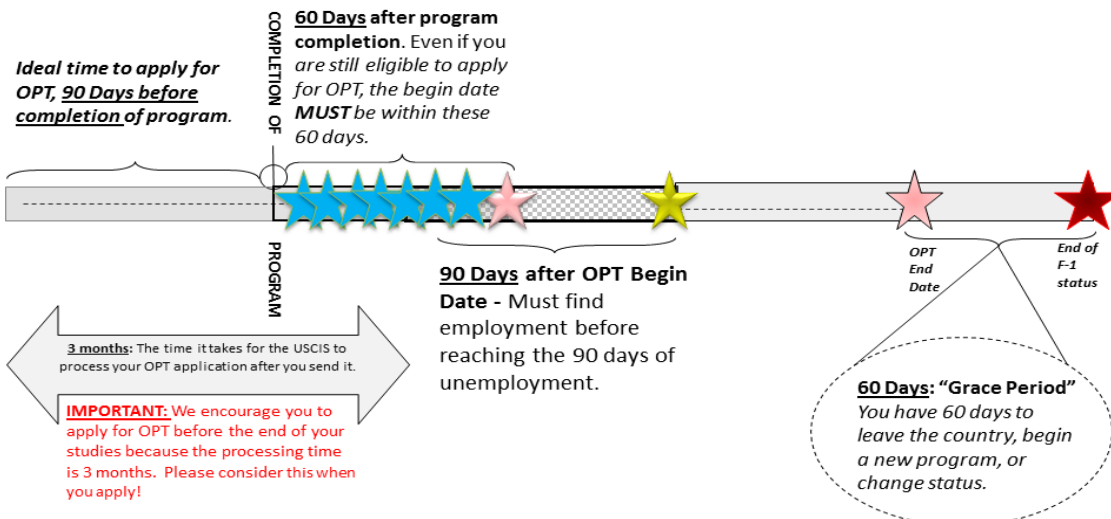 Ideal time to apply for
OPT, 90 Days before
completion of program.
COMPLETION OF
PROGRAM
60 Days after program
completion. Even if you
are still eligible to apply
for OPT, the begin date
MUST be within these
60 days.
90 Days after OPT Begin
Date - Must find
employment before
reaching the 90 days of
unemployment.
OPT
End
Date
End of
F-1
status
3 months: The time it takes for the USCIS to
process your OPT application after you send it.
IMPORTANT: We encourage you to
apply for OPT before the end of your
studies because the processing time
is 3 months. Please consider this when
you apply!
60 Days: “Grace Period”
You have 60 days to
leave the country, begin
a new program, or
change status.